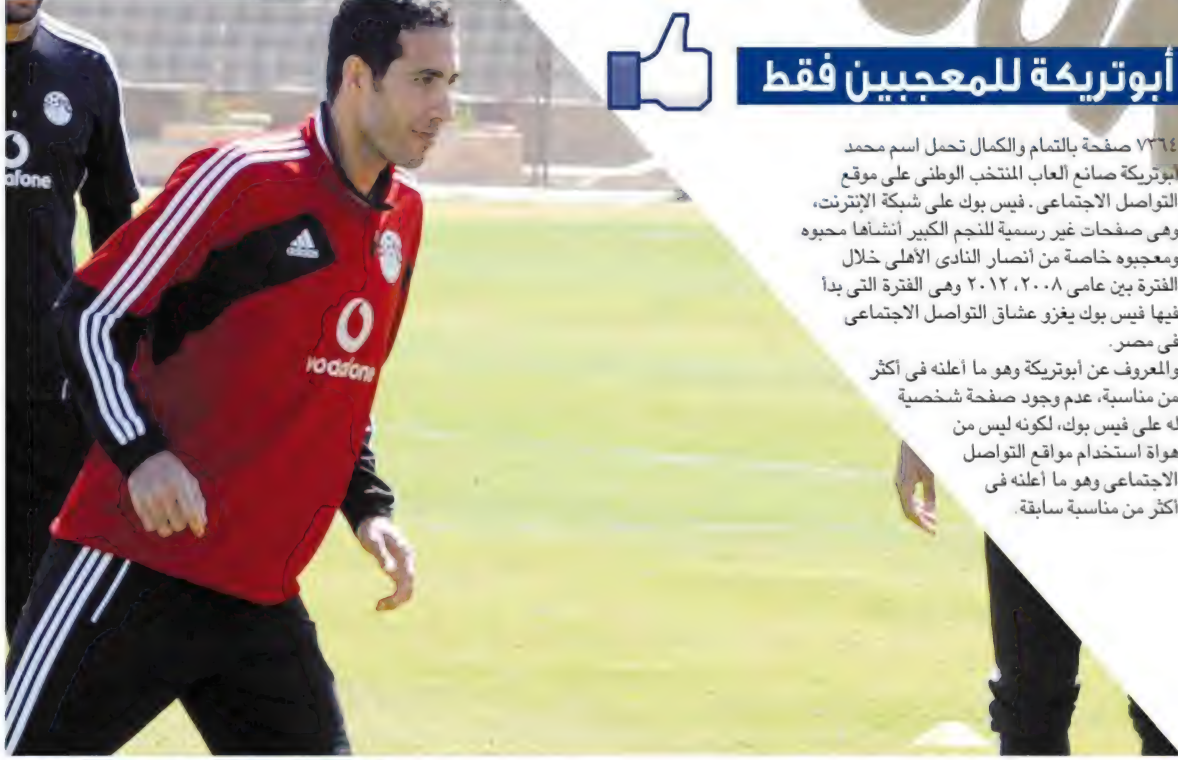 أبوتريكة للمعجبين فقط
٧٣٦٤ صفحة بالتمام والكمال تحمل اسم محمد
أبوتريكة صانع ألعاب المنتخب الوطنى على موقع
التواصل الاجتماعى. فيس بوك على شبكة الإنترنت،
وهى صفحات غير رسمية للنجم الكبير أنشأها محبوه
ومعجبوه خاصة من أنصار النادى الأهلى خلال
الفترة بين عامى ٢٠٠٨، ٢٠١٢ وهى الفترة التى بدأ
فيها فيس بوك يغزو عشاق التواصل الاجتماعى
فى مصر.
والمعروف عن أبوتريكة وهو ما أعلنه فى أكثر
من مناسبة، عدم وجود صفحة شخصية
له على فيس بوك، لكونه ليس من
هواة استخدام مواقع التواصل
الاجتماعى وهو ما أعلنه فى
أكثر من مناسبة سابقة.
adidas
vodafone
afone